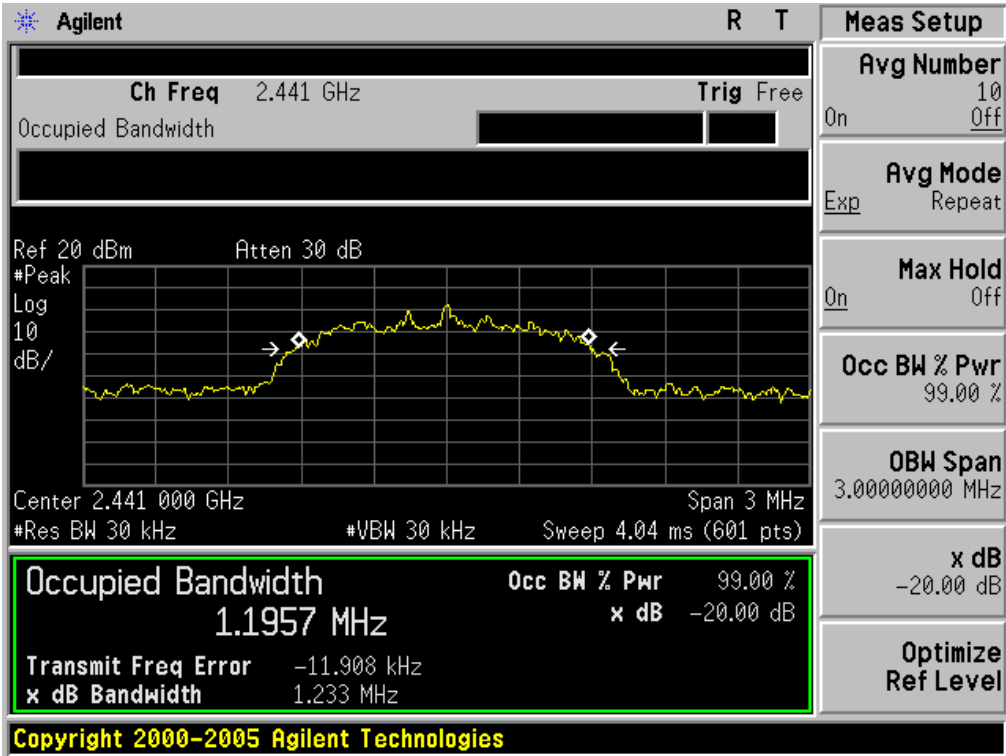 Agilent R T
Ch Freq 2.441 GHz Trig Free
Occupied Bandwidth
Ref 20 dBm Atten 30 dB
#Peak
Log
10
dB/
Center 2.441 000 GHz Span 3 MHz
#Res BW 30 kHz #VBW 30 kHz Sweep 4.04 ms (601 pts)
Occupied Bandwidth Occ BW % Pwr 99.00 %
1.1957 MHz x dB -20.00 dB
Transmit Freq Error -11.908 kHz
x dB Bandwidth 1.233 MHz
Copyright 2000-2005 Agilent Technologies
Meas Setup
Avg Number
10
On Off
Avg Mode
Exp Repeat
Max Hold
On Off
Occ BW % Pwr
99.00 %
OBW Span
3.00000000 MHz
x dB
-20.00 dB
Optimize
Ref Level